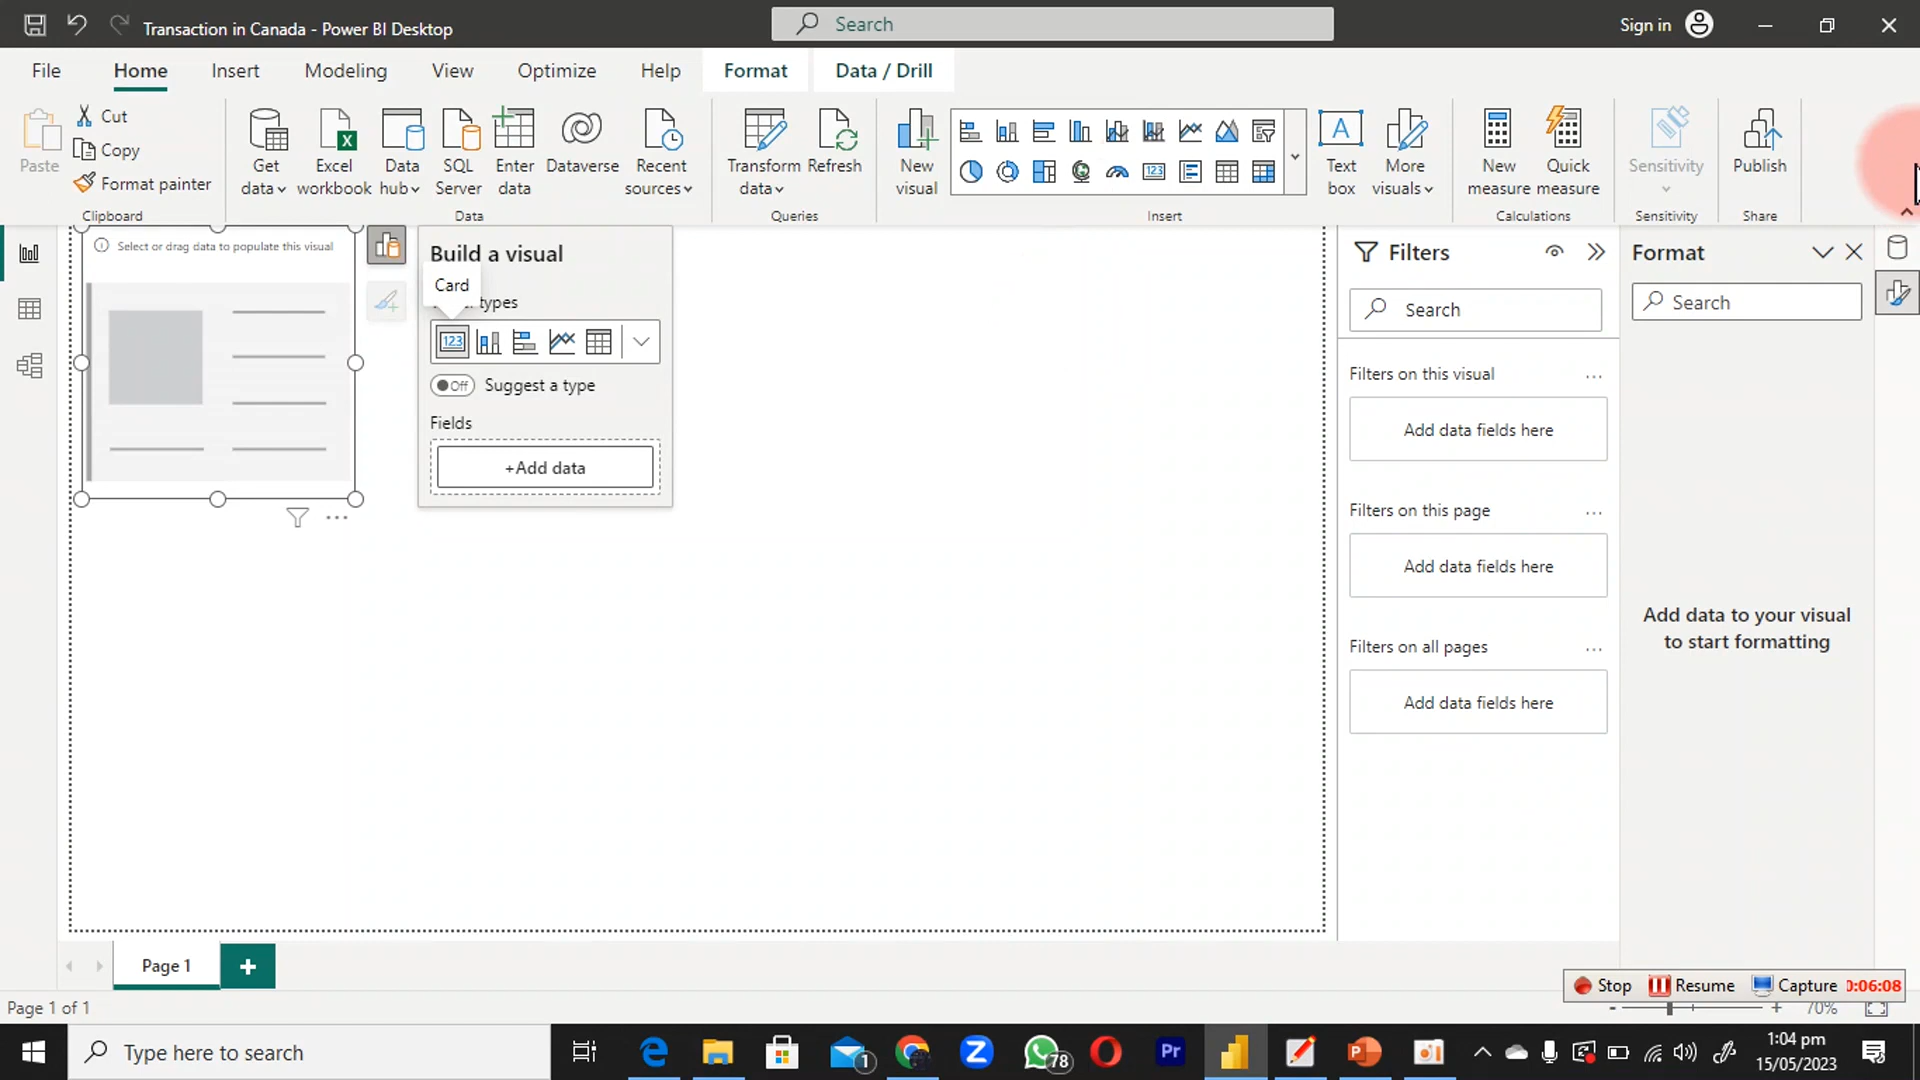 Transaction in Canada - Power BI Desktop
Search
Sign in
File
Home
Insert
Modeling
View
Optimize
Help
Format
Data / Drill
Paste
Cut
Copy
Format painter
Clipboard
Get
data
Excel
workbook
Data
hub
SQL
Server
Enter
data
Dataverse
Recent
sources
Data
Transform
data
Refresh
Queries
New
visual
123
Insert
A
Text
box
More
visuals
New
measure
Quick
measure
Calculations
Sensitivity
Sensitivity
Publish
Share
Select or drag data to populate this visual
Build a visual
Card
types
123
Off
Suggest a type
Fields
+Add data
Filters
Search
Filters on this visual
...
Add data fields here
Filters on this page
...
Add data fields here
Filters on all pages
...
Add data fields here
Format
Search
Add data to your visual
to start formatting
Page 1
Page 1 of 1
Stop
Resume
Capture
0:06:08
70%
Type here to search
1
78
Pr
1:04 pm
15/05/2023